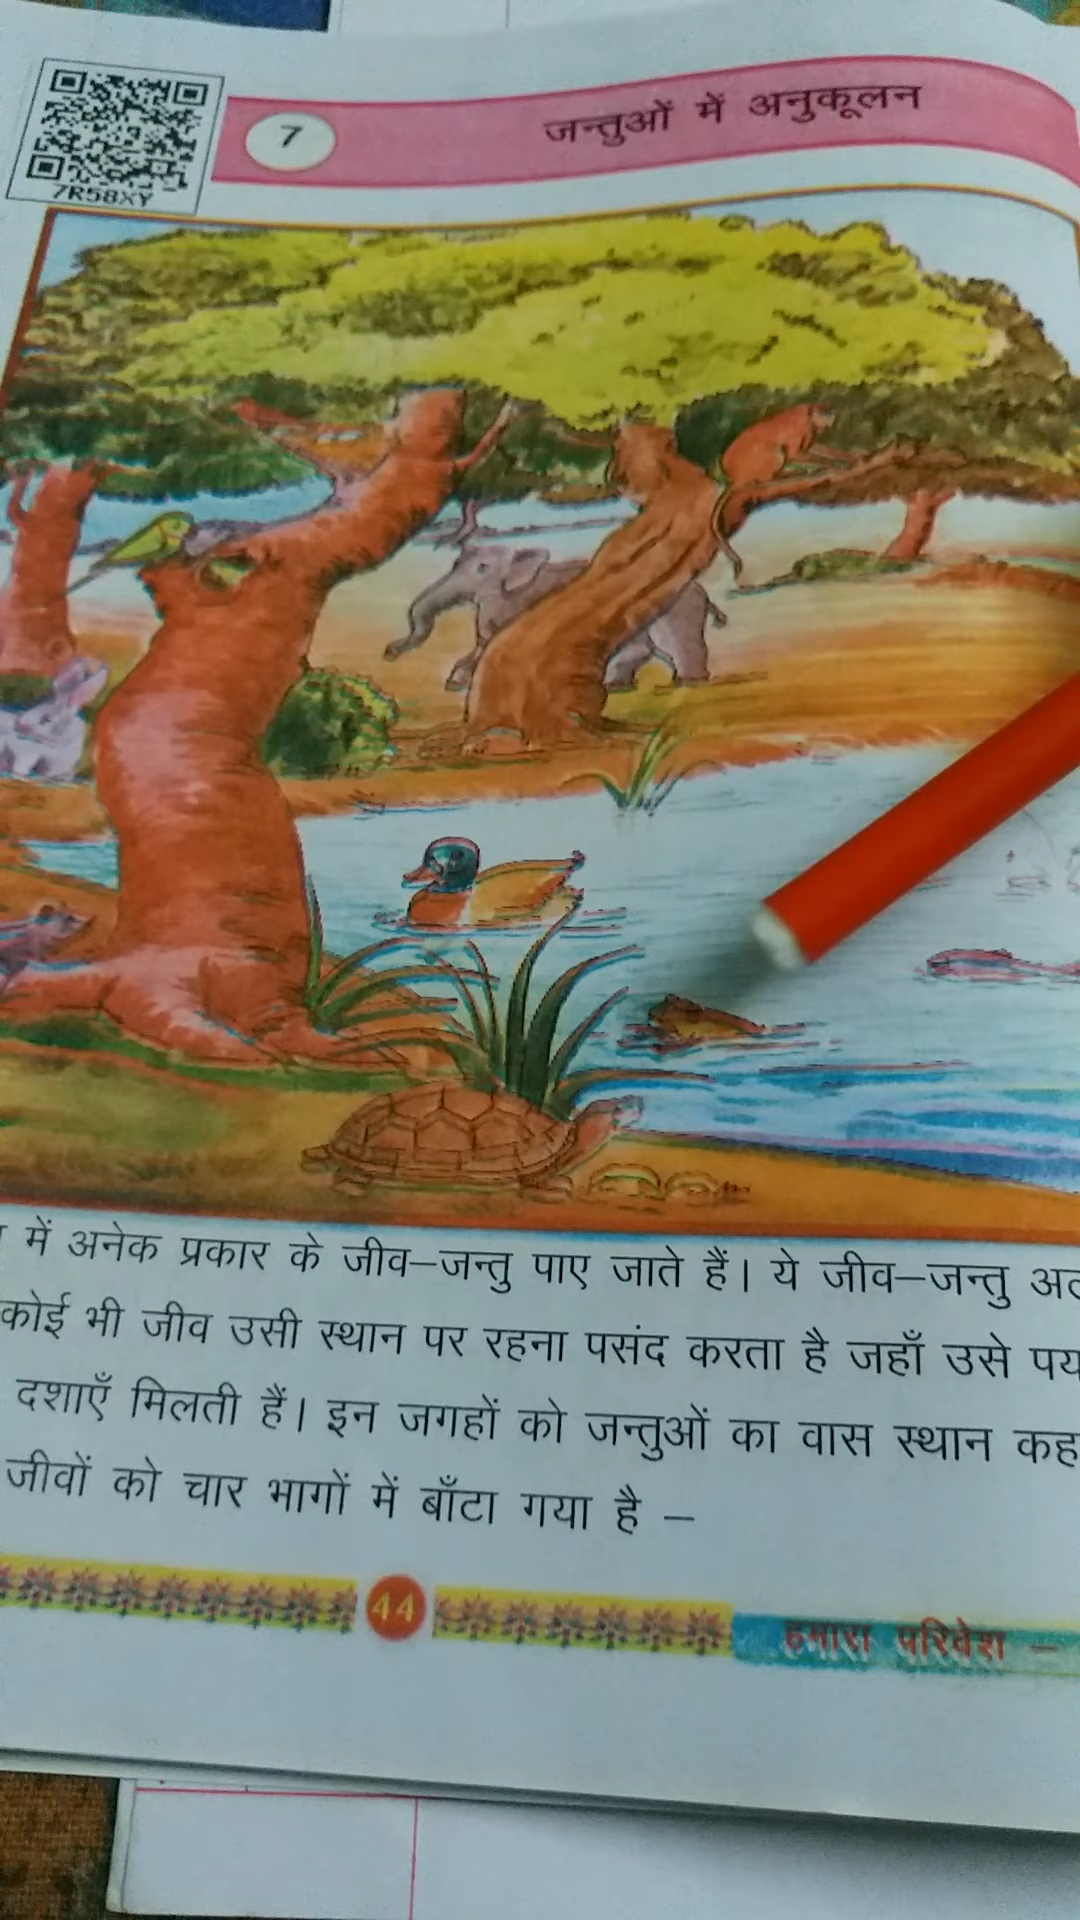 7R58XY
7 जन्तुओं में अनुकूलन
में अनेक प्रकार के जीव–जन्तु पाए जाते हैं। ये जीव–जन्तु
कोई भी जीव उसी स्थान पर रहना पसंद करता है जहाँ उसे
दशाएँ मिलती हैं। इन जगहों को जन्तुओं का वास स्थान
जीवों को चार भागों में बाँटा गया है –
44
हमारा परिवेश –